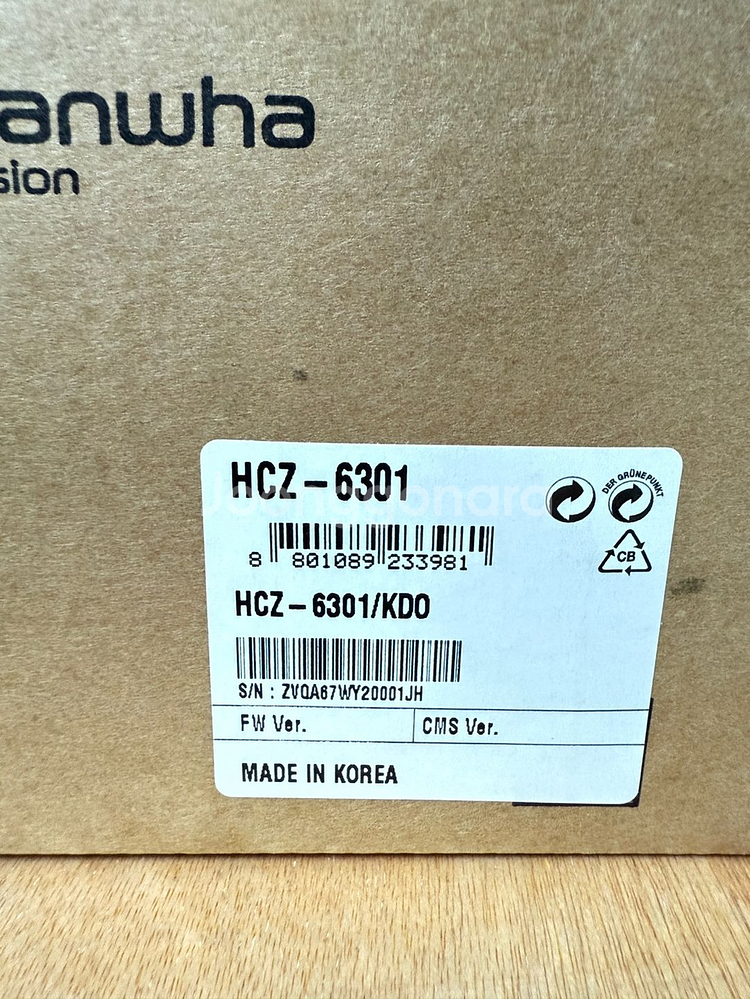 anwha
sion
HCZ-6301
DER GRÜNE PUNKT
8 801089 233981
CB
HCZ-6301/KDO
S/N : ZVQA67WY20001JH
FW Ver.
CMS Ver.
MADE IN KOREA